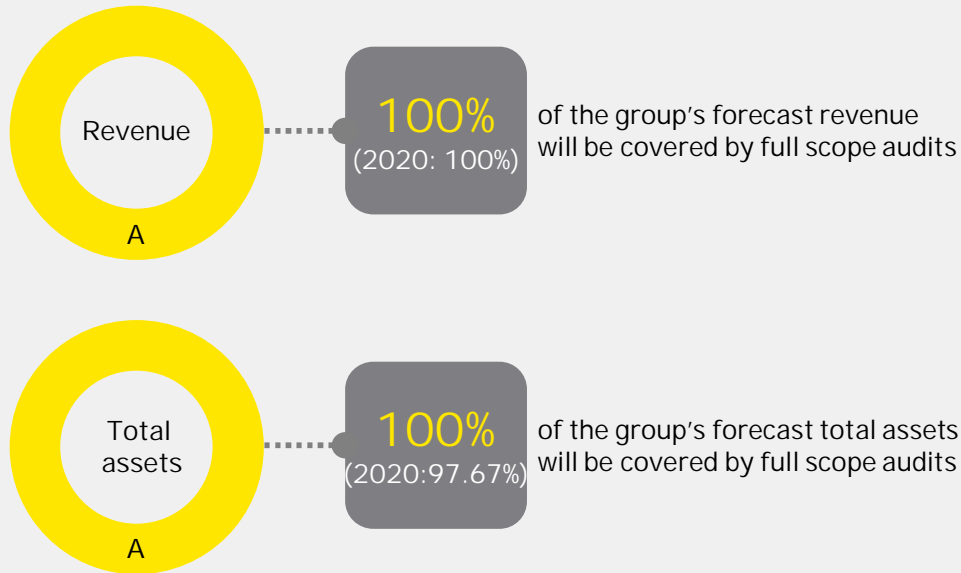 Revenue
A
100%
(2020: 100%)
of the group's forecast revenue
will be covered by full scope audits
Total
assets
A
100%
(2020:97.67%)
of the group's forecast total assets
will be covered by full scope audits